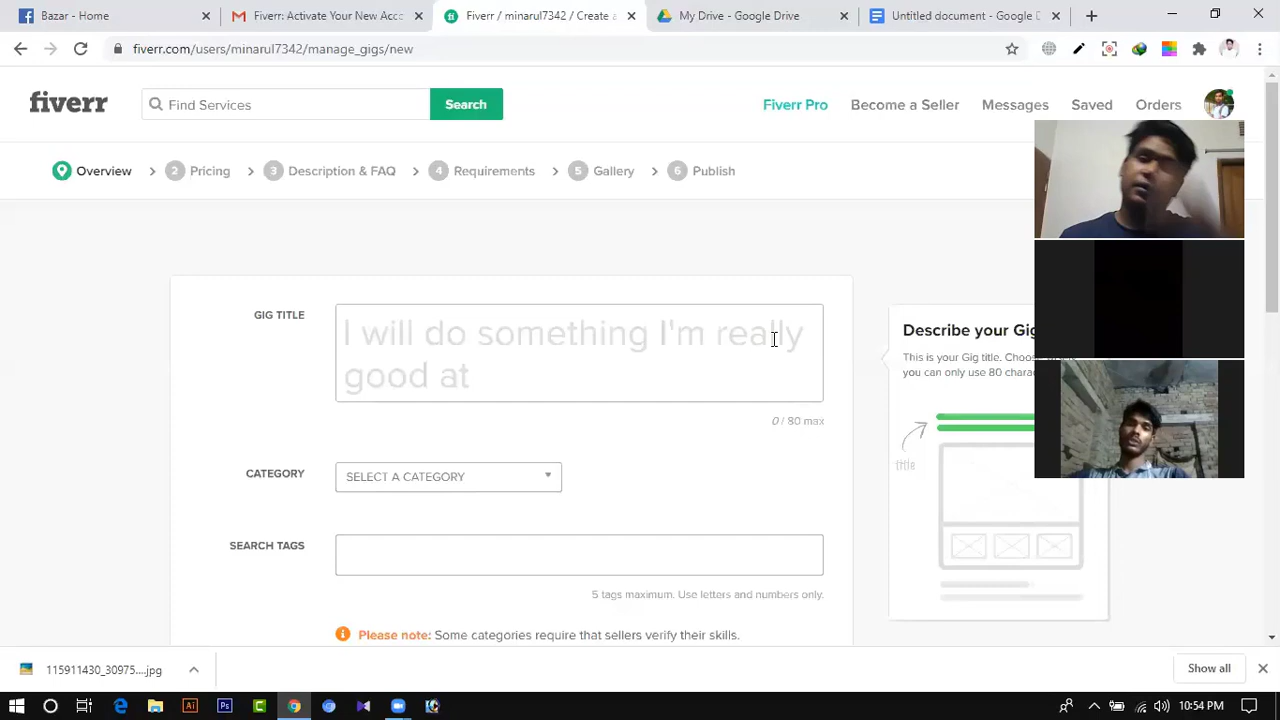 Bazar - Home
Fiverr: Activate Your New Acco
Fiverr / minarul7342 / Create a
My Drive - Google Drive
Untitled document - Google D
fiverr.com/users/minarul7342/manage_gigs/new
fiverr
Find Services
Search
Fiverr Pro
Become a Seller
Messages
Saved
Orders
Overview
2 Pricing
3 Description & FAQ
4 Requirements
5 Gallery
6 Publish
GIG TITLE
I will do something I'm really
good at
0 / 80 max
CATEGORY
SELECT A CATEGORY
SEARCH TAGS
5 tags maximum. Use letters and numbers only.
Please note: Some categories require that sellers verify their skills.
Describe your Gig
This is your Gig title. Choose
you can only use 80 chara
title
115911430_30975....jpg
Show all
10:54 PM